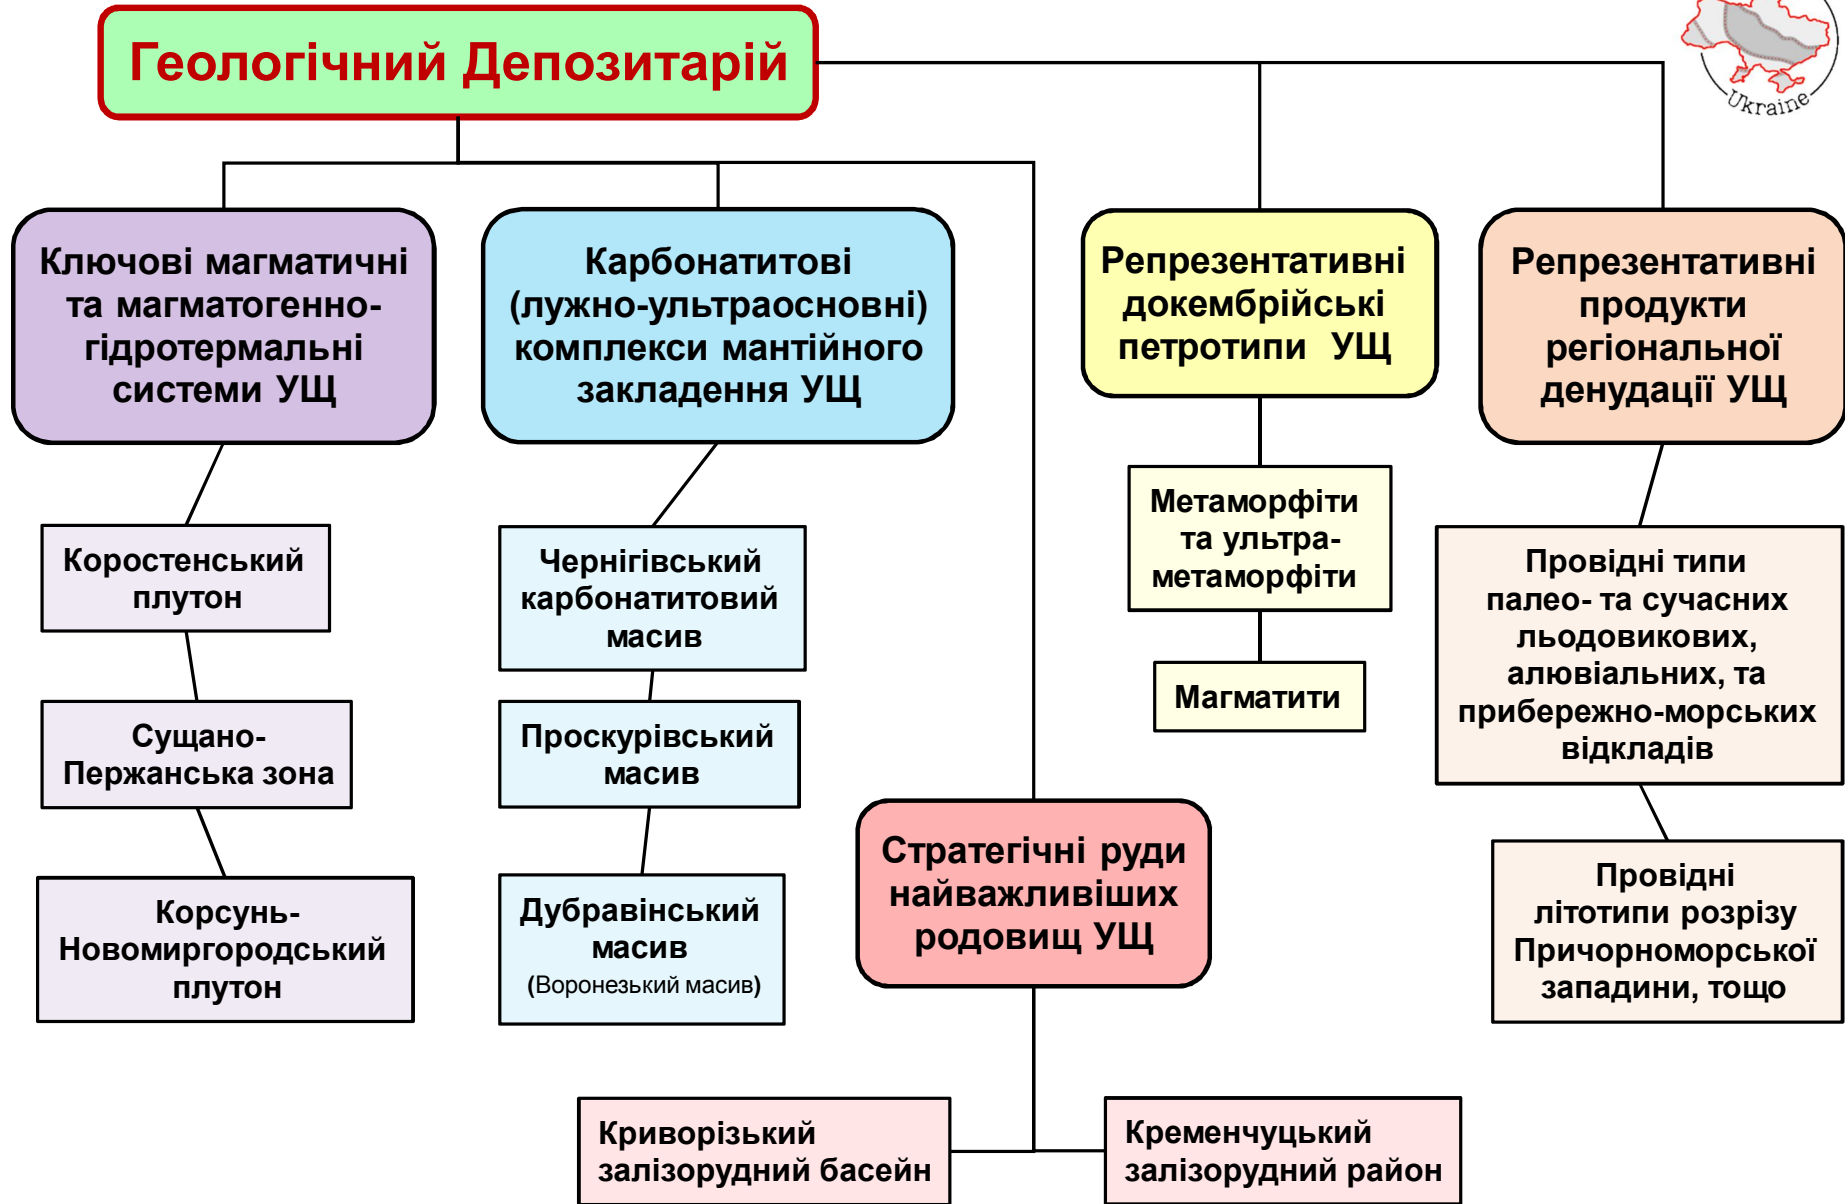 Геологічний Депозитарій
Ukraine
Ключові магматичні
та магматогенно-
гідротермальні
системи УЩ
Карбонатитові
(лужно-ультраосновні)
комплекси мантійного
закладення УЩ
Репрезентативні
докембрійські
петротипи УЩ
Репрезентативні
продукти
регіональної
денудації УЩ
Коростенський
плутон
Сущано-
Пержанська зона
Корсунь-
Новомиргородський
плутон
Чернігівський
карбонатитовий
масив
Проскурівський
масив
Дубравінський
масив
(Воронезький масив)
Стратегічні руди
найважливіших
родовищ УЩ
Криворізький
залізорудний басейн
Кременчуцький
залізорудний район
Метаморфіти
та ультра-
метаморфіти
Магматити
Провідні типи
палео- та сучасних
льодовикових,
алювіальних, та
прибережно-морських
відкладів
Провідні
літотипи розрізу
Причорноморської
западини, тощо